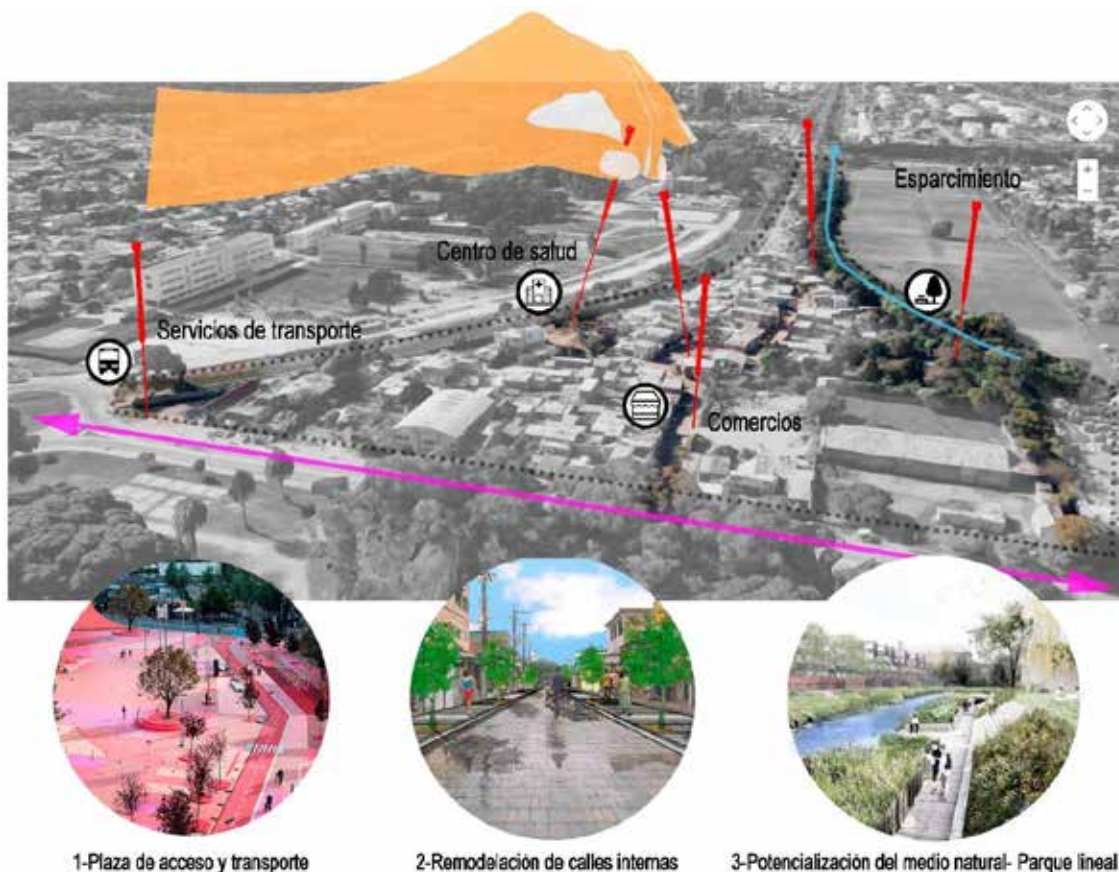 Esparcimiento
Centro de salud
Servicios de transporte
Comercios
1-Plaza de acceso y transporte
2-Remodelación de calles internas
3-Potencialización del medio natural- Parque lineal